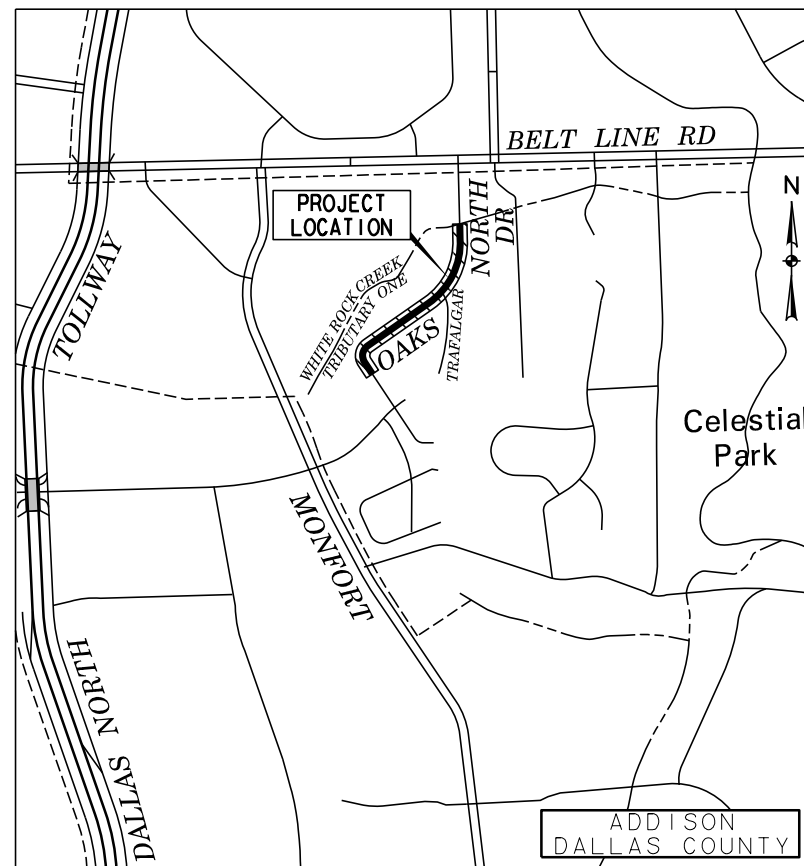 BELT LINE RD
PROJECT
LOCATION
N
NORTH
DR
TOLLWAY
WHITE ROCK CREEK
TRIBUTARY ONE
OAKS
TRAFALGAR
Celestial
Park
MONFORT
DALLAS NORTH
ADDISON
DALLAS COUNTY